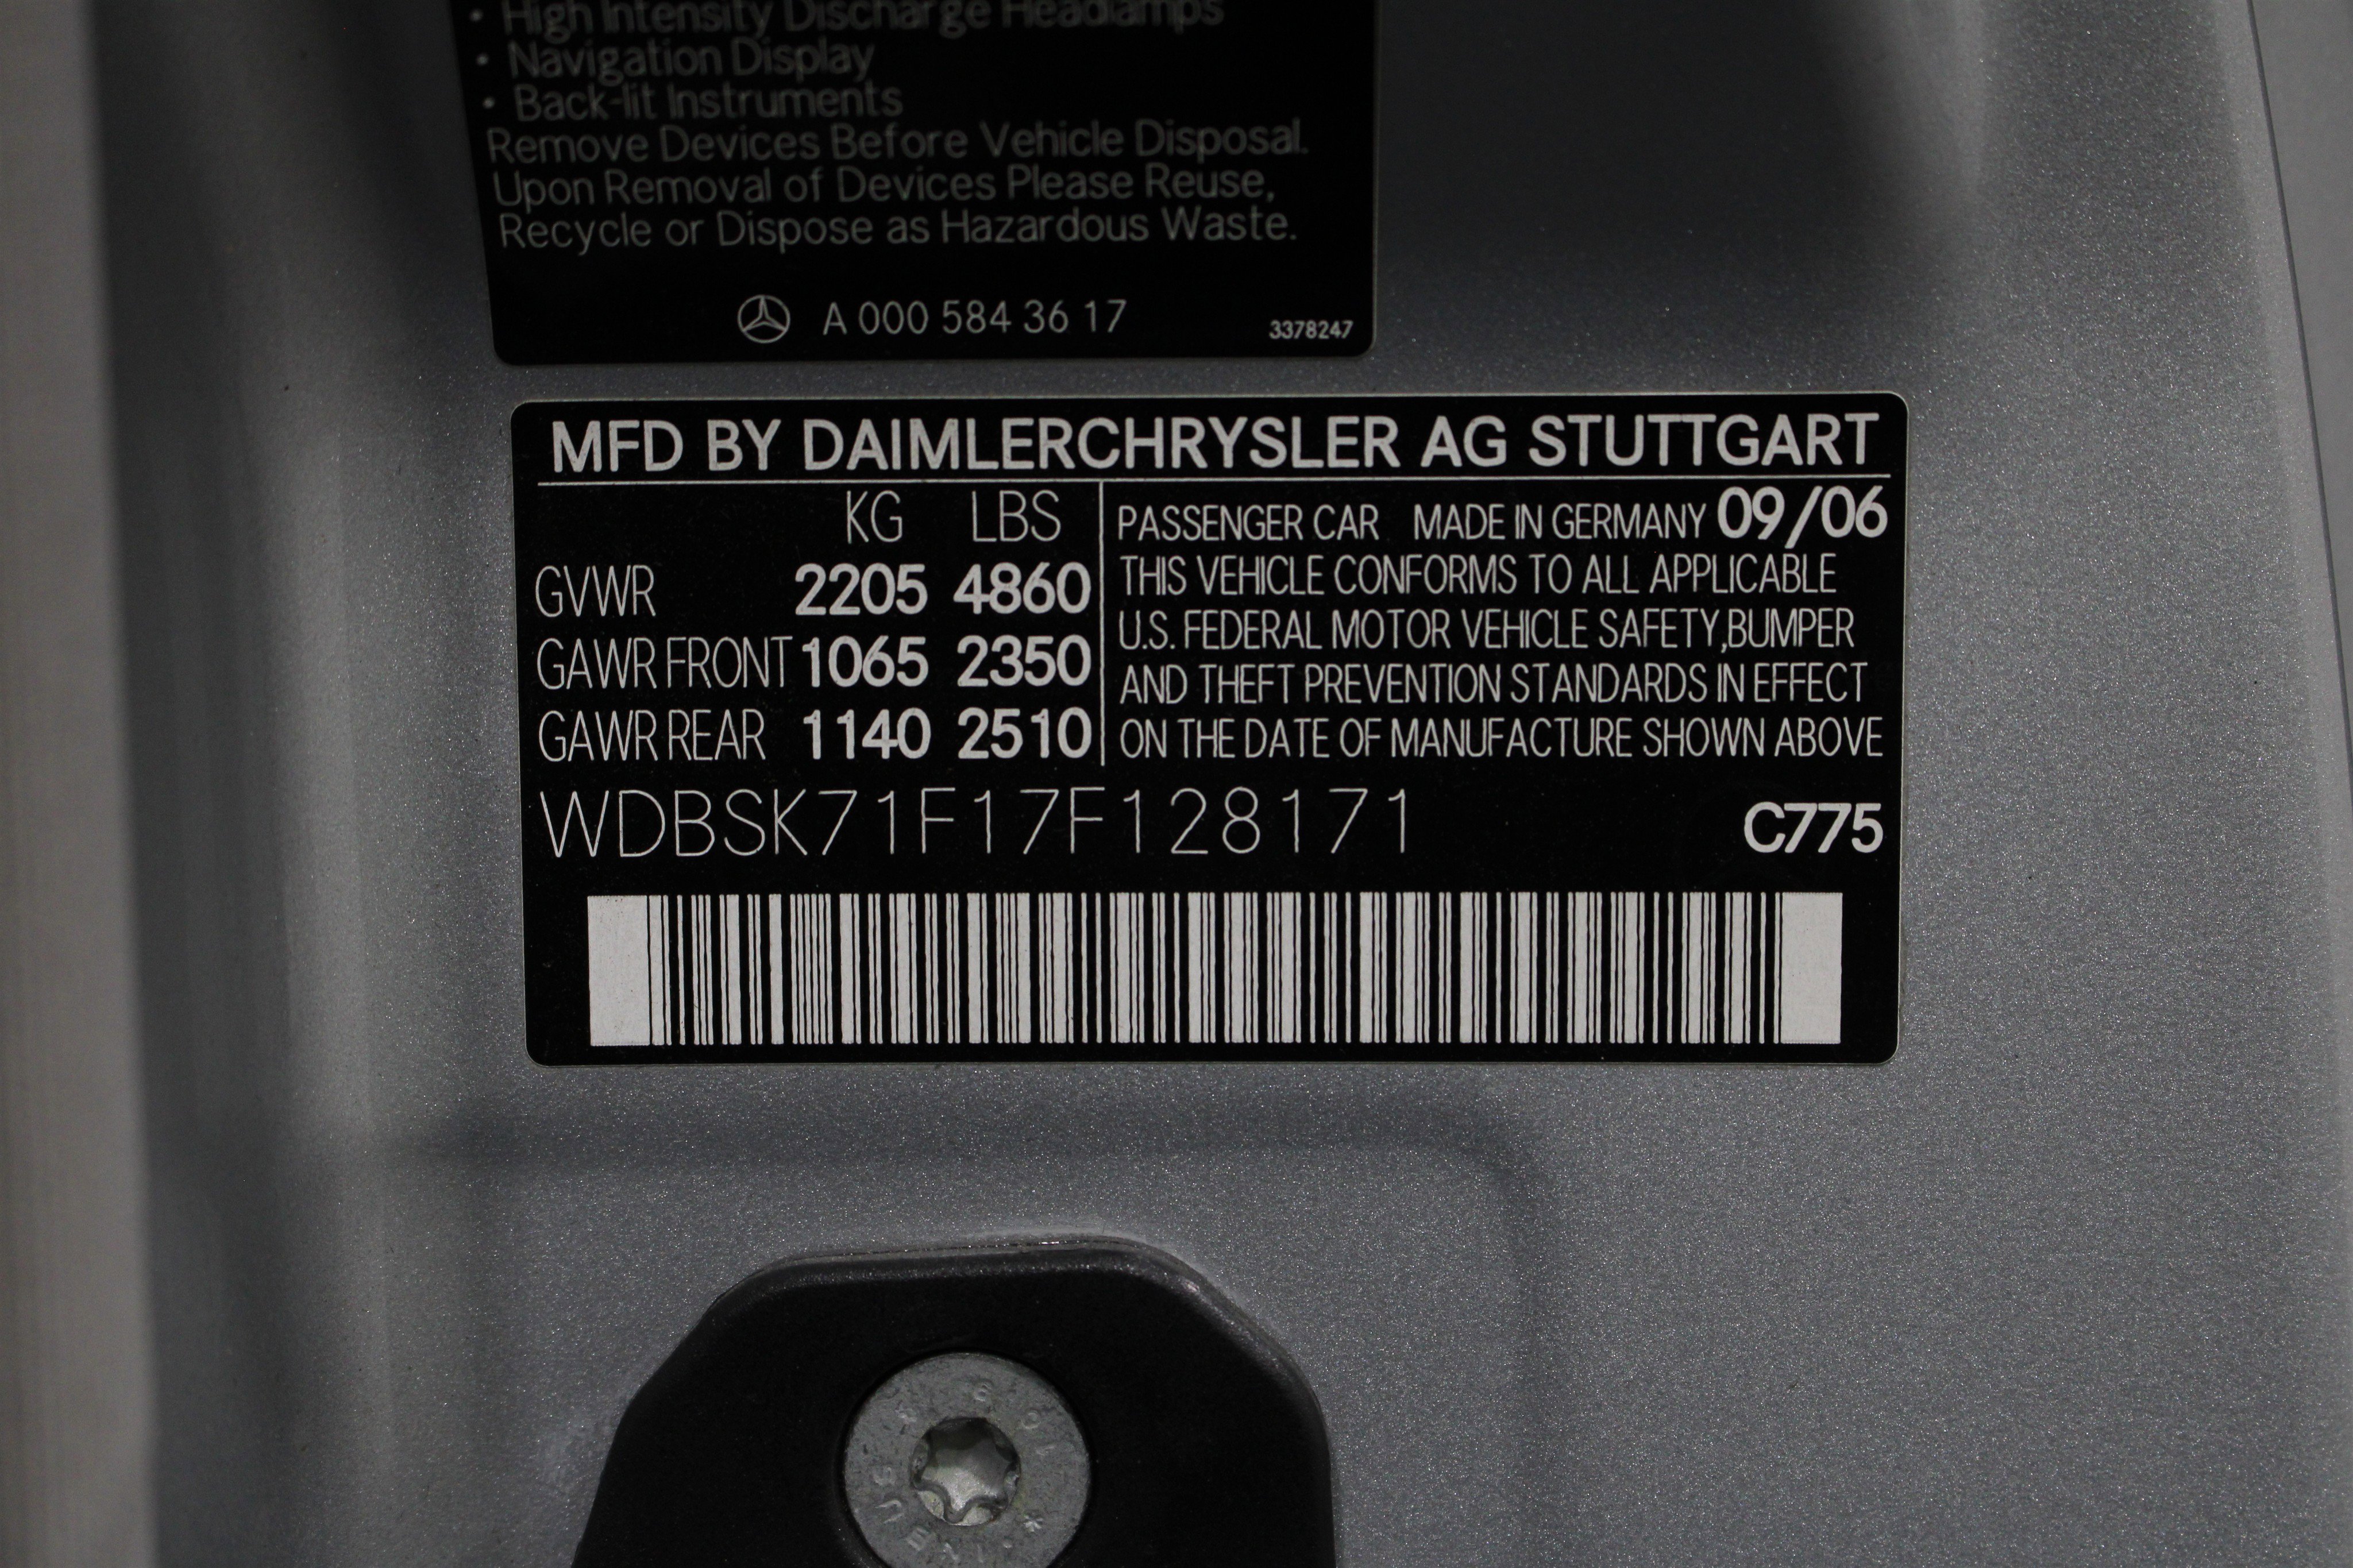 • High Intensity Discharge Headlamps
• Navigation Display
• Back-lit Instruments
Remove Devices Before Vehicle Disposal.
Upon Removal of Devices Please Reuse,
Recycle or Dispose as Hazardous Waste.
A 000 584 36 17
3378247
MFD BY DAIMLERCHRYSLER AG STUTTGART
KG LBS
GVWR 2205 4860
GAWR FRONT 1065 2350
GAWR REAR 1140 2510
PASSENGER CAR MADE IN GERMANY 09/06
THIS VEHICLE CONFORMS TO ALL APPLICABLE
U.S. FEDERAL MOTOR VEHICLE SAFETY,BUMPER
AND THEFT PREVENTION STANDARDS IN EFFECT
ON THE DATE OF MANUFACTURE SHOWN ABOVE
WDBSK71F17F128171
C775